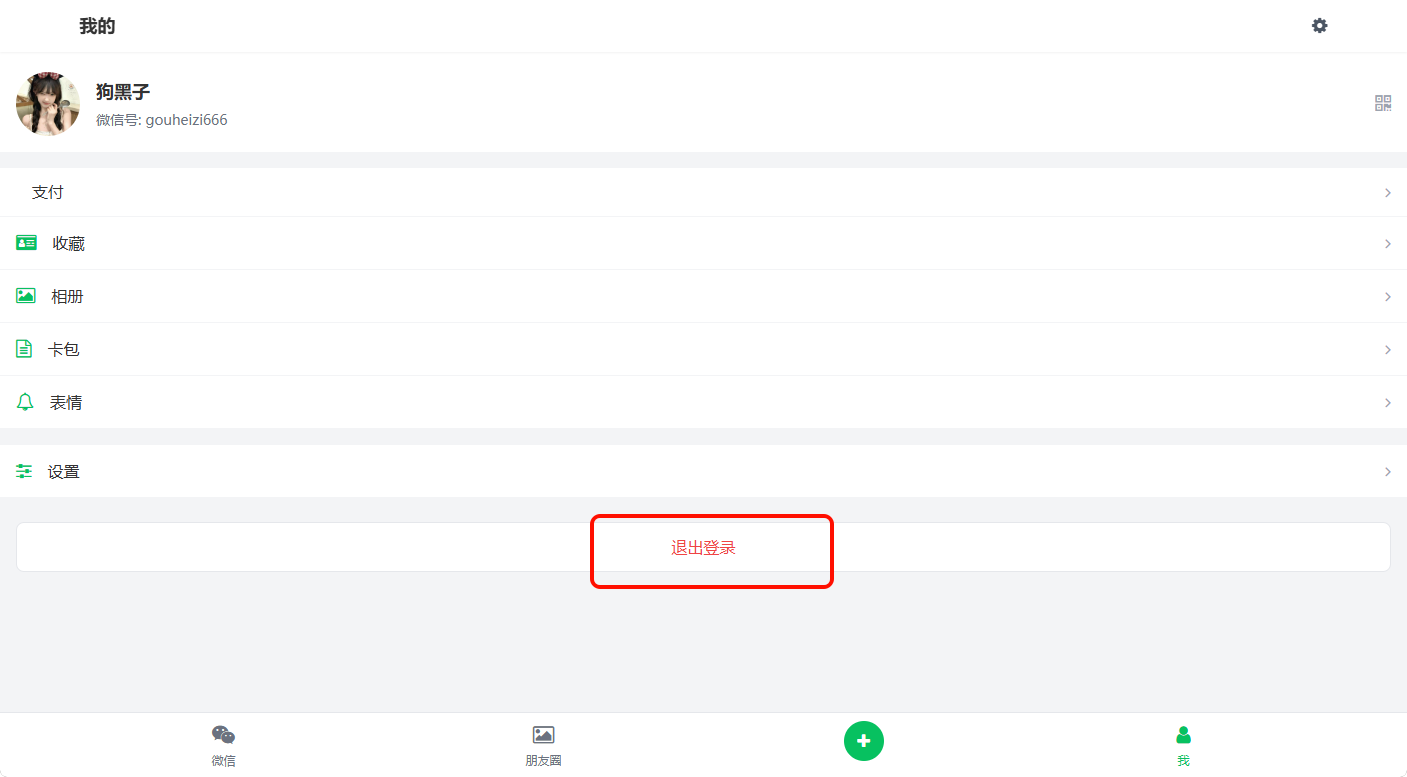 我的
狗黑子
微信号: gouheizi666
支付
收藏
相册
卡包
表情
设置
退出登录
微信
朋友圈
我